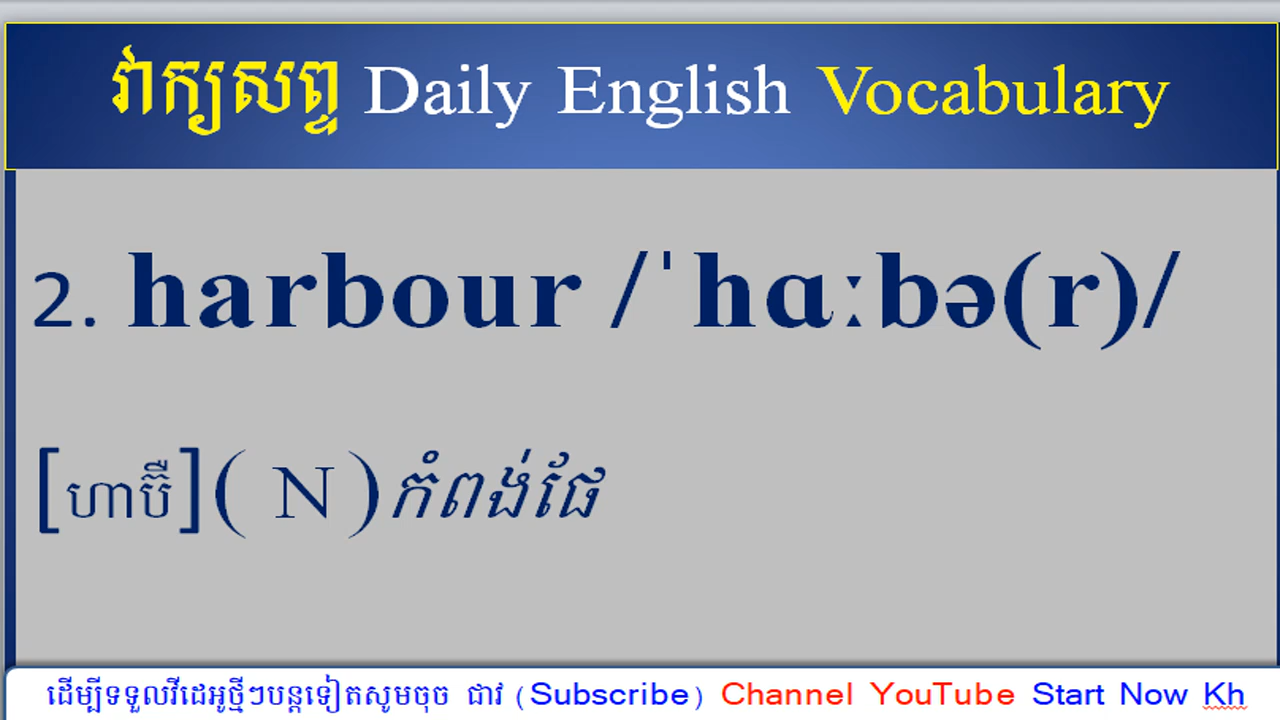 វាក្យសព្ទ Daily English Vocabulary
2. harbour /ˈhɑːbə(r)/
[ហាប៊ឺ]( N )កំពង់ផែ
ដើម្បីទទួលវីដេអូថ្មីៗបន្តទៀតសូមចុច ជាវ (Subscribe) Channel YouTube Start Now Kh